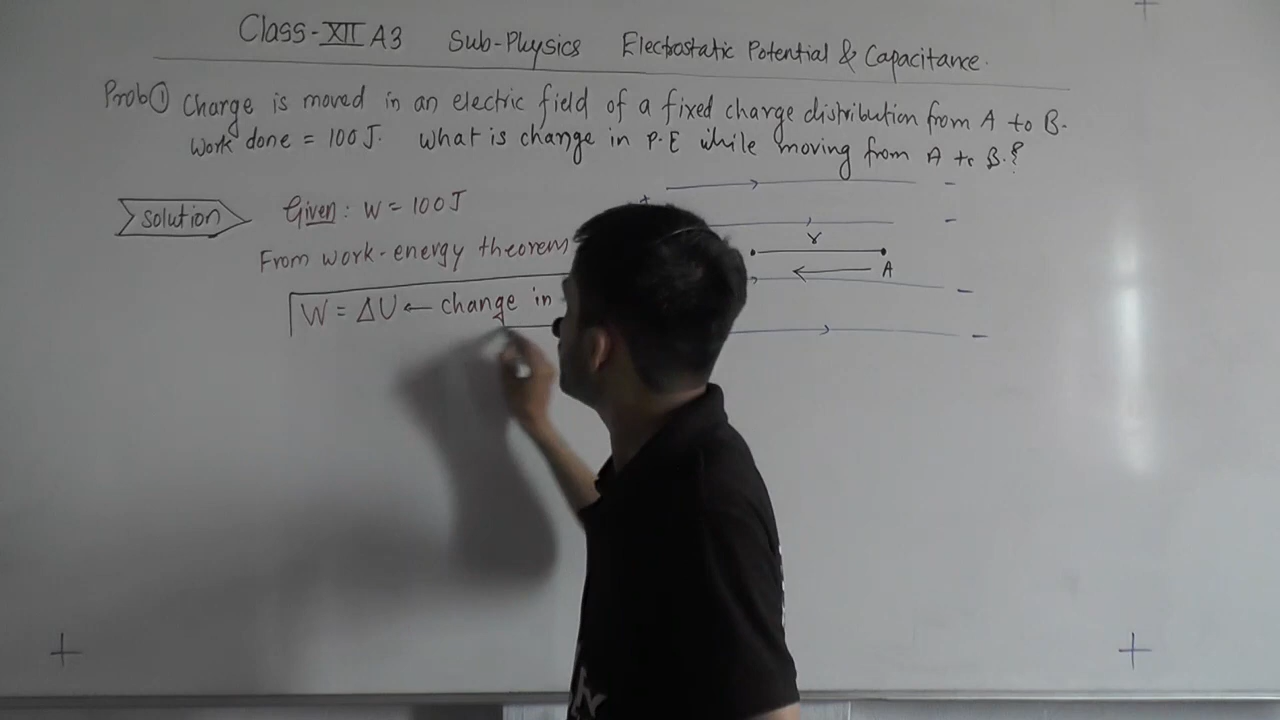 Class-XII A3 Sub-Physics Electrostatic Potential & Capacitance.
Prob① Charge is moved in an electric field of a fixed charge distribution from A to B.
Work done = 100 J. What is change in P.E while moving from A to B.?
Solution Given: W = 100 J
From work-energy theorem
W = ΔU ← change in
+ - -
r
A
- -